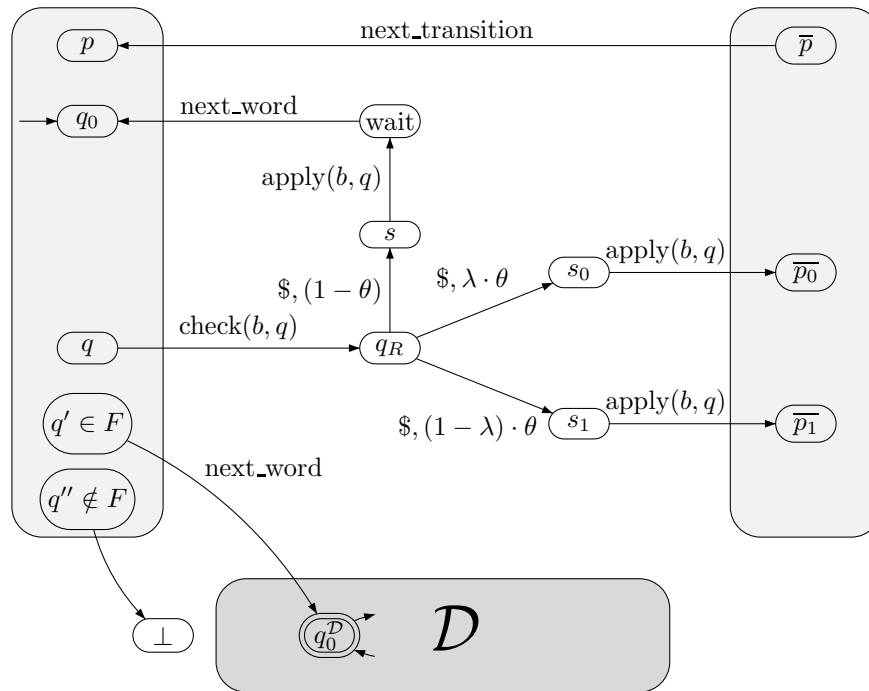 p next_transition p̅
q₀ next_word wait
apply(b, q)
s
apply(b, q)
$, (1 − θ) $, λ · θ s₀ p̅₀
check(b, q)
q q_R
apply(b, q)
q′ ∈ F $, (1 − λ) · θ s₁ p̅₁
next_word
q″ ∉ F
⊥ q₀^𝒟 𝒟